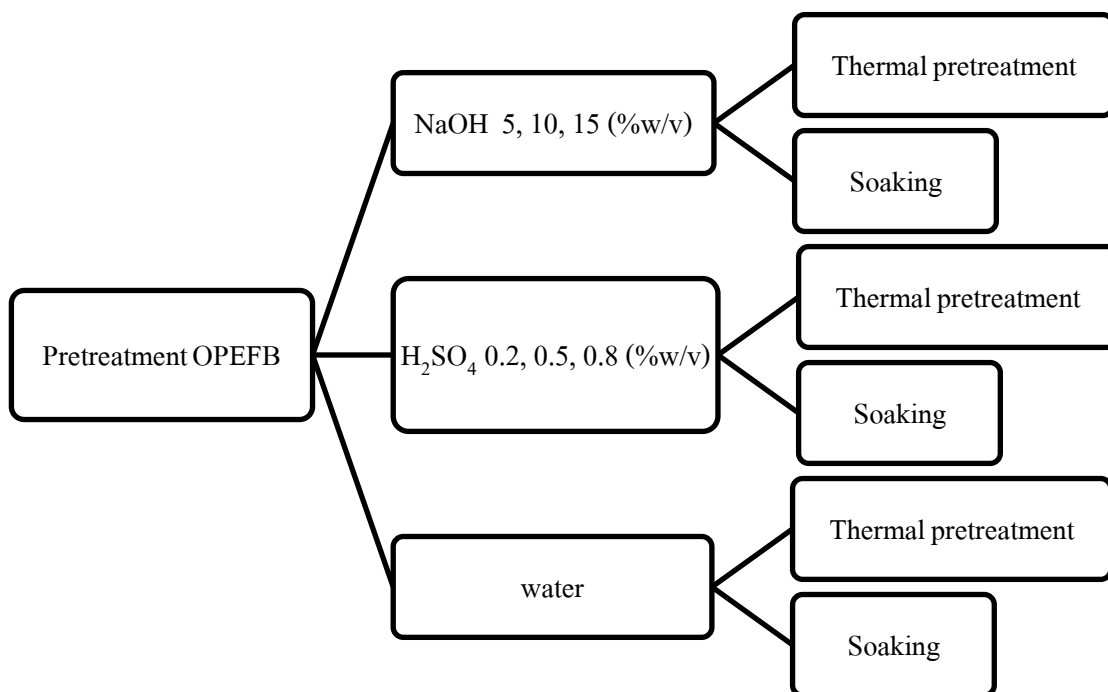 Pretreatment OPEFB
NaOH 5, 10, 15 (%w/v)
Thermal pretreatment
Soaking
H₂SO₄ 0.2, 0.5, 0.8 (%w/v)
Thermal pretreatment
Soaking
water
Thermal pretreatment
Soaking